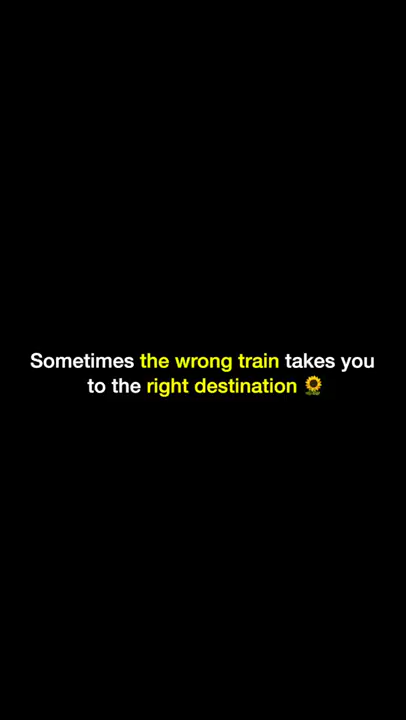 Sometimes the wrong train takes you
to the right destination 🌻